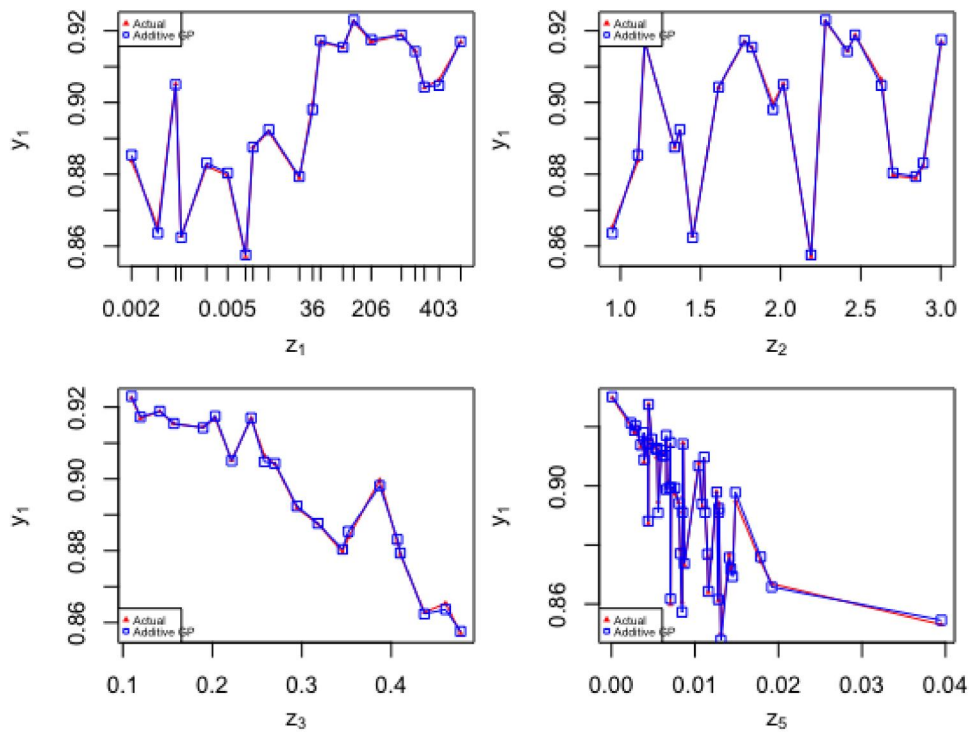 Actual
Additive GP
y1
0.86 0.88 0.90 0.92
0.002 0.005 36 206 403
z1
Actual
Additive GP
y1
0.86 0.88 0.90 0.92
1.0 1.5 2.0 2.5 3.0
z2
y1
0.86 0.88 0.90 0.92
Actual
Additive GP
0.1 0.2 0.3 0.4
z3
y1
0.86 0.90
Actual
Additive GP
0.00 0.01 0.02 0.03 0.04
z5